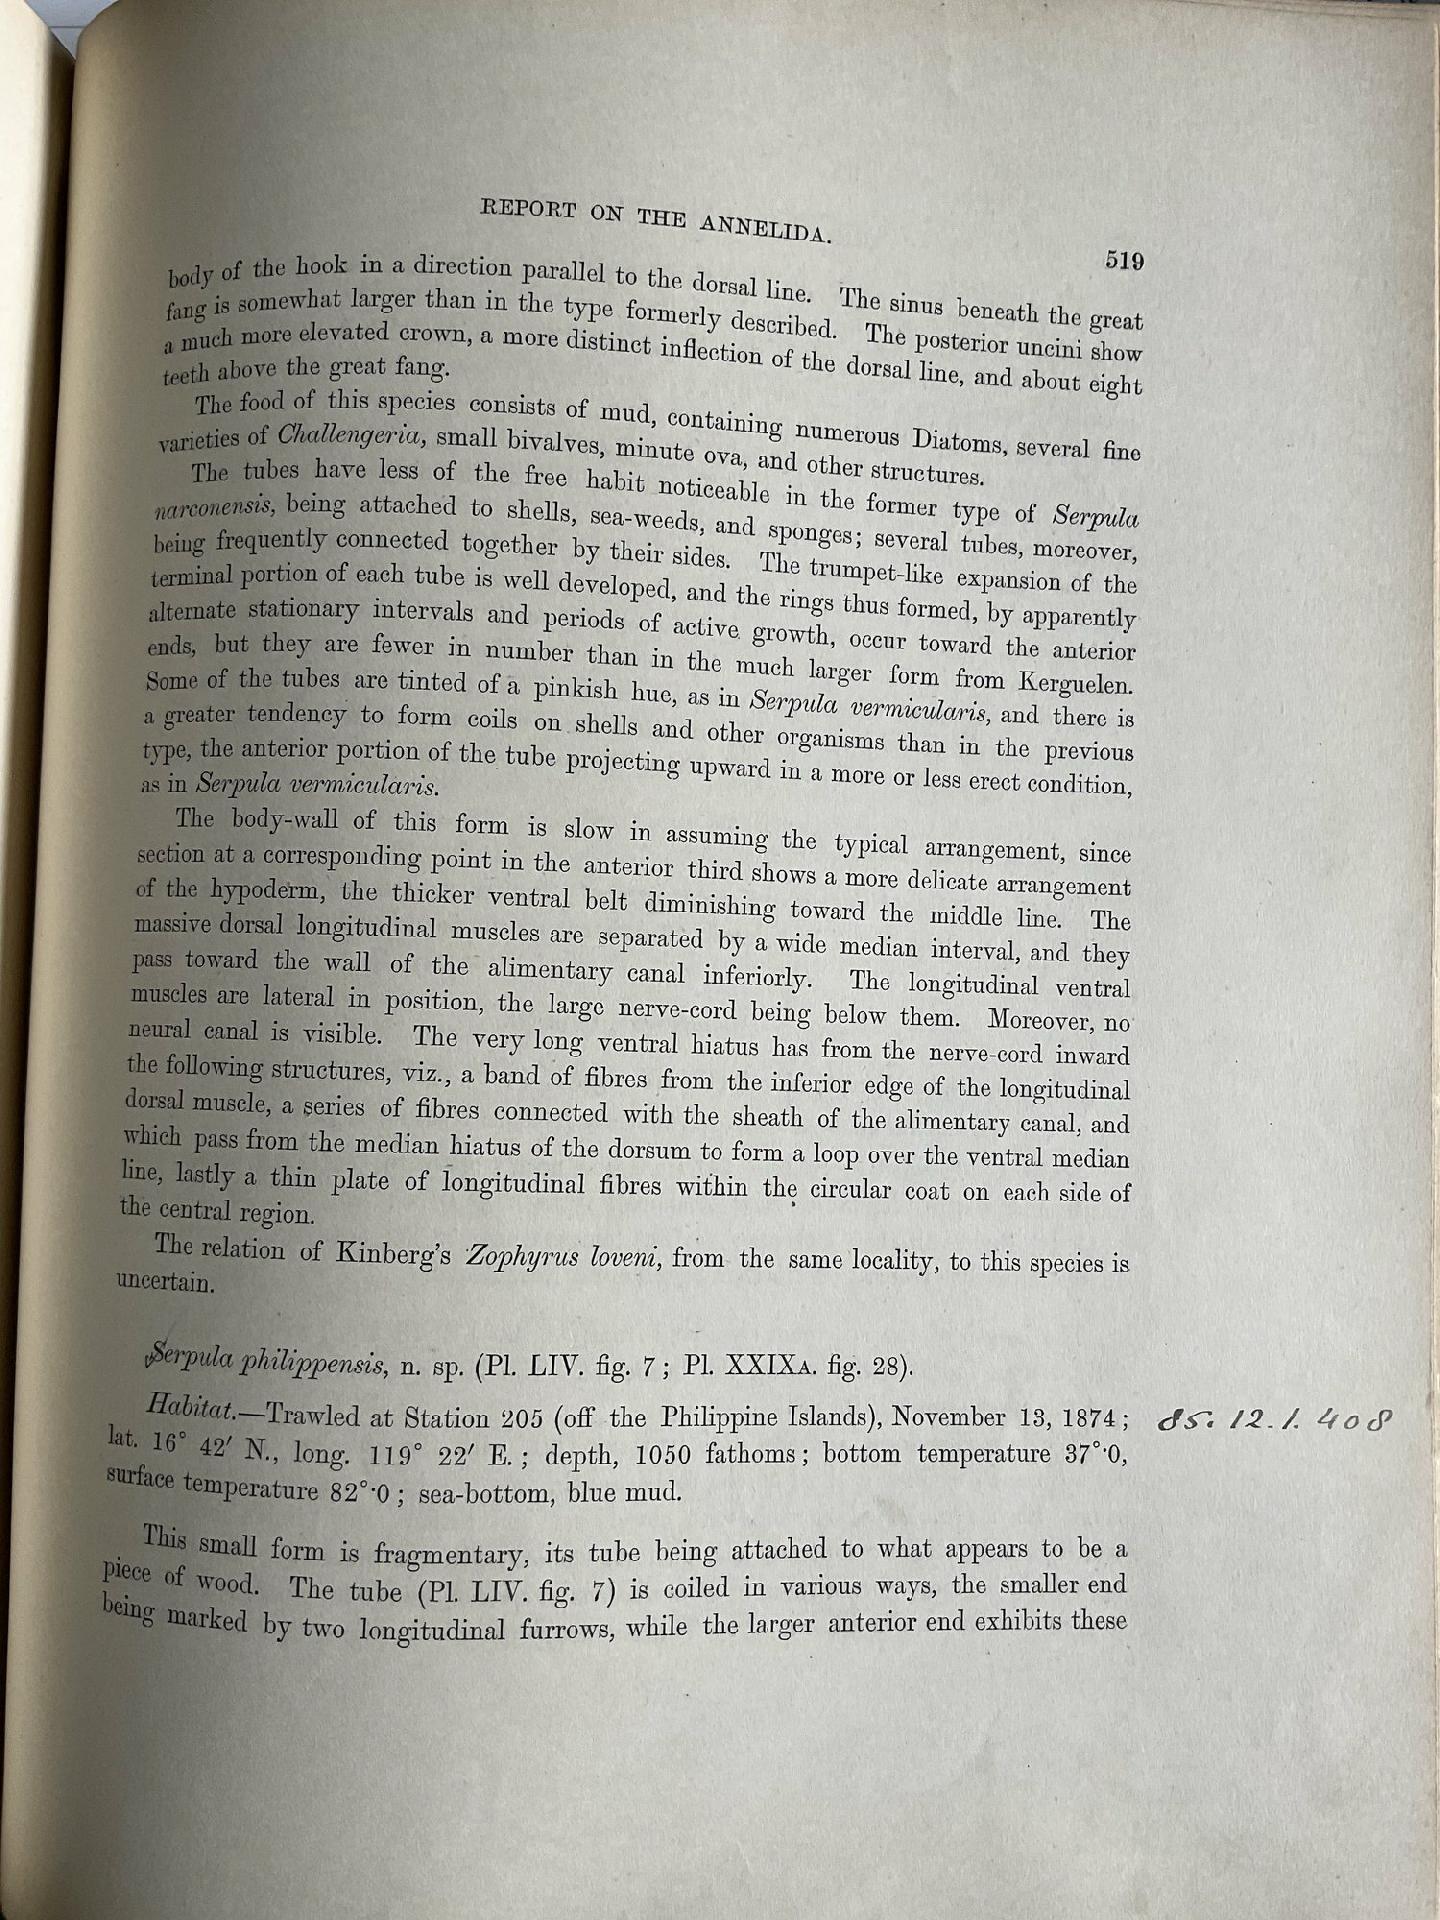 REPORT ON THE ANNELIDA.
519
body of the hook in a direction parallel to the dorsal line. The sinus beneath the great
fang is somewhat larger than in the type formerly described. The posterior uncini show
a much more elevated crown, a more distinct inflection of the dorsal line, and about eight
teeth above the great fang.
The food of this species consists of mud, containing numerous Diatoms, several fine
varieties of Challengeria, small bivalves, minute ova, and other structures.
The tubes have less of the free habit noticeable in the former type of Serpula
narconensis, being attached to shells, sea-weeds, and sponges; several tubes, moreover,
being frequently connected together by their sides. The trumpet-like expansion of the
terminal portion of each tube is well developed, and the rings thus formed, by apparently
alternate stationary intervals and periods of active growth, occur toward the anterior
ends, but they are fewer in number than in the much larger form from Kerguelen.
Some of the tubes are tinted of a pinkish hue, as in Serpula vermicularis, and there is
a greater tendency to form coils on shells and other organisms than in the previous
type, the anterior portion of the tube projecting upward in a more or less erect condition,
as in Serpula vermicularis.
The body-wall of this form is slow in assuming the typical arrangement, since
section at a corresponding point in the anterior third shows a more delicate arrangement
of the hypoderm, the thicker ventral belt diminishing toward the middle line. The
massive dorsal longitudinal muscles are separated by a wide median interval, and they
pass toward the wall of the alimentary canal inferiorly. The longitudinal ventral
muscles are lateral in position, the large nerve-cord being below them. Moreover, no
neural canal is visible. The very long ventral hiatus has from the nerve-cord inward
the following structures, viz., a band of fibres from the inferior edge of the longitudinal
dorsal muscle, a series of fibres connected with the sheath of the alimentary canal, and
which pass from the median hiatus of the dorsum to form a loop over the ventral median
line, lastly a thin plate of longitudinal fibres within the circular coat on each side of
the central region.
The relation of Kinberg's Zophyrus loveni, from the same locality, to this species is
uncertain.
Serpula philippensis, n. sp. (Pl. LIV. fig. 7; Pl. XXIXA. fig. 28).
Habitat.—Trawled at Station 205 (off the Philippine Islands), November 13, 1874; 85. 12. 1. 408
lat. 16° 42′ N., long. 119° 22′ E.; depth, 1050 fathoms; bottom temperature 37°·0,
surface temperature 82°·0; sea-bottom, blue mud.
This small form is fragmentary, its tube being attached to what appears to be a
piece of wood. The tube (Pl. LIV. fig. 7) is coiled in various ways, the smaller end
being marked by two longitudinal furrows, while the larger anterior end exhibits these